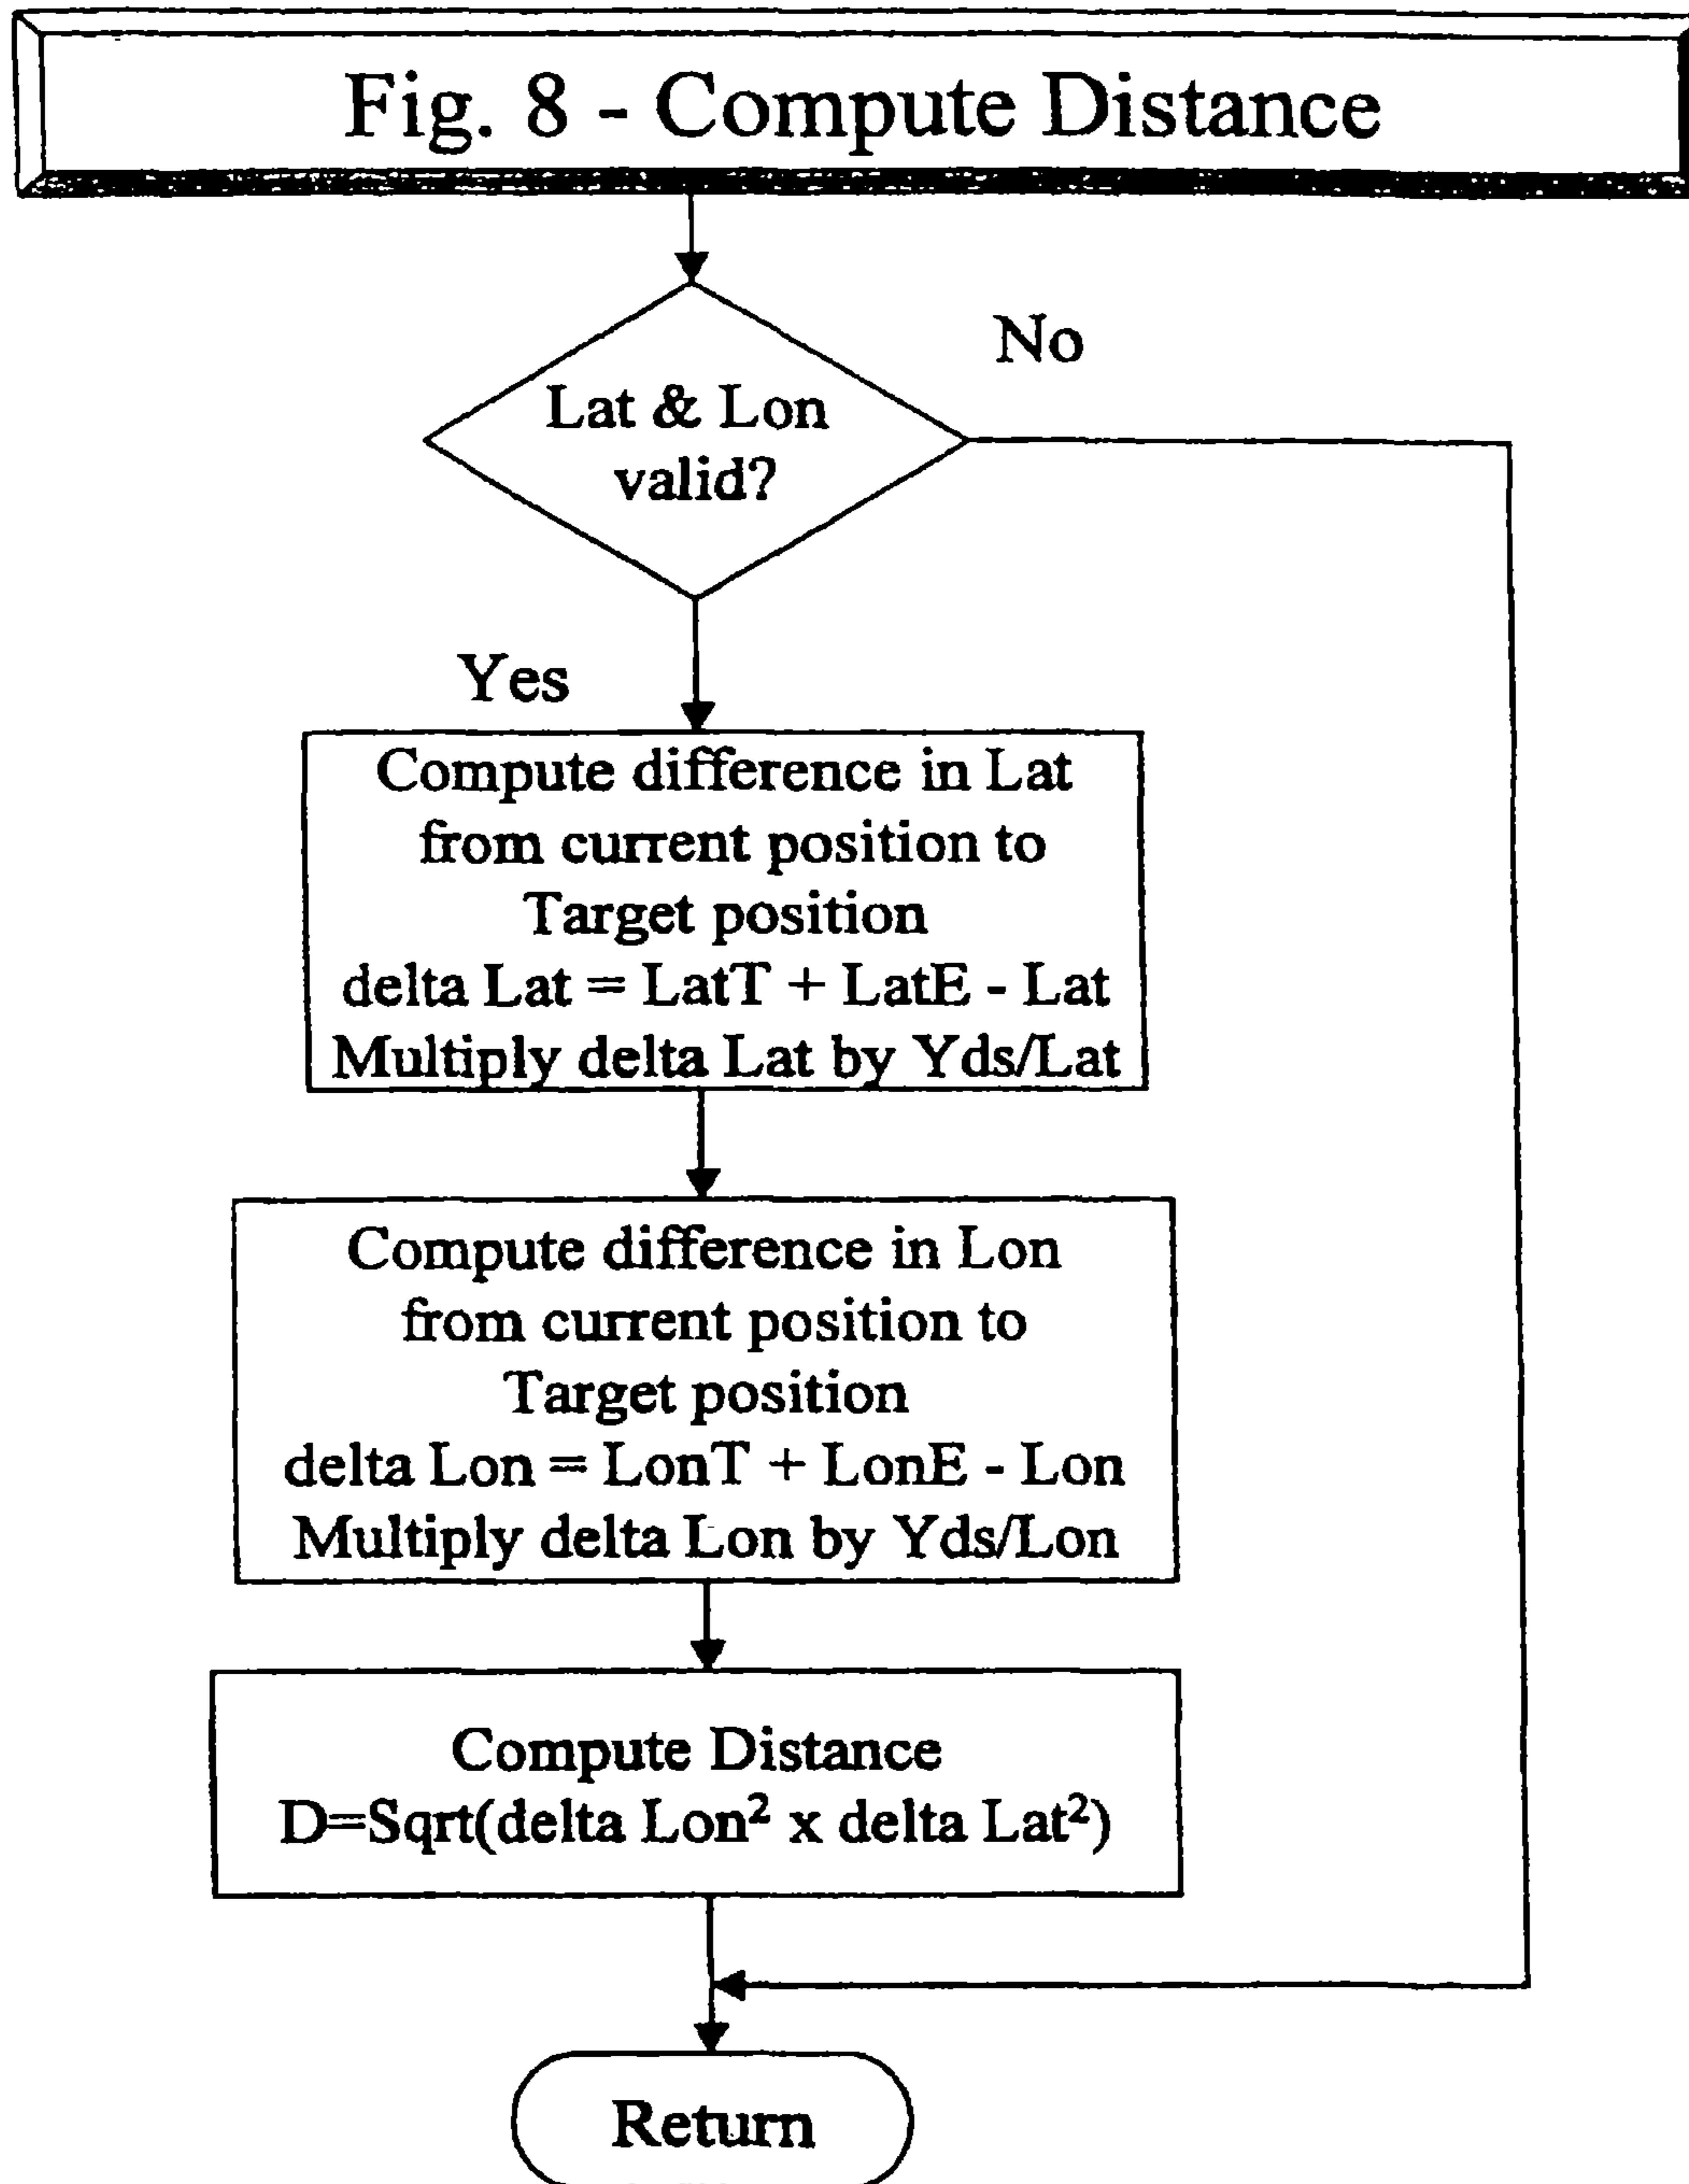 Fig. 8 - Compute Distance
No
Lat & Lon
valid?
Yes
Compute difference in Lat
from current position to
Target position
delta Lat = LatT + LatE - Lat
Multiply delta Lat by Yds/Lat
Compute difference in Lon
from current position to
Target position
delta Lon = LonT + LonE - Lon
Multiply delta Lon by Yds/Lon
Compute Distance
D=Sqrt(delta Lon² x delta Lat²)
Return